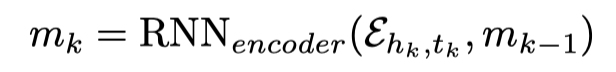 m_k = RNN_{encoder}(\mathcal{E}_{h_k,t_k}, m_{k-1})